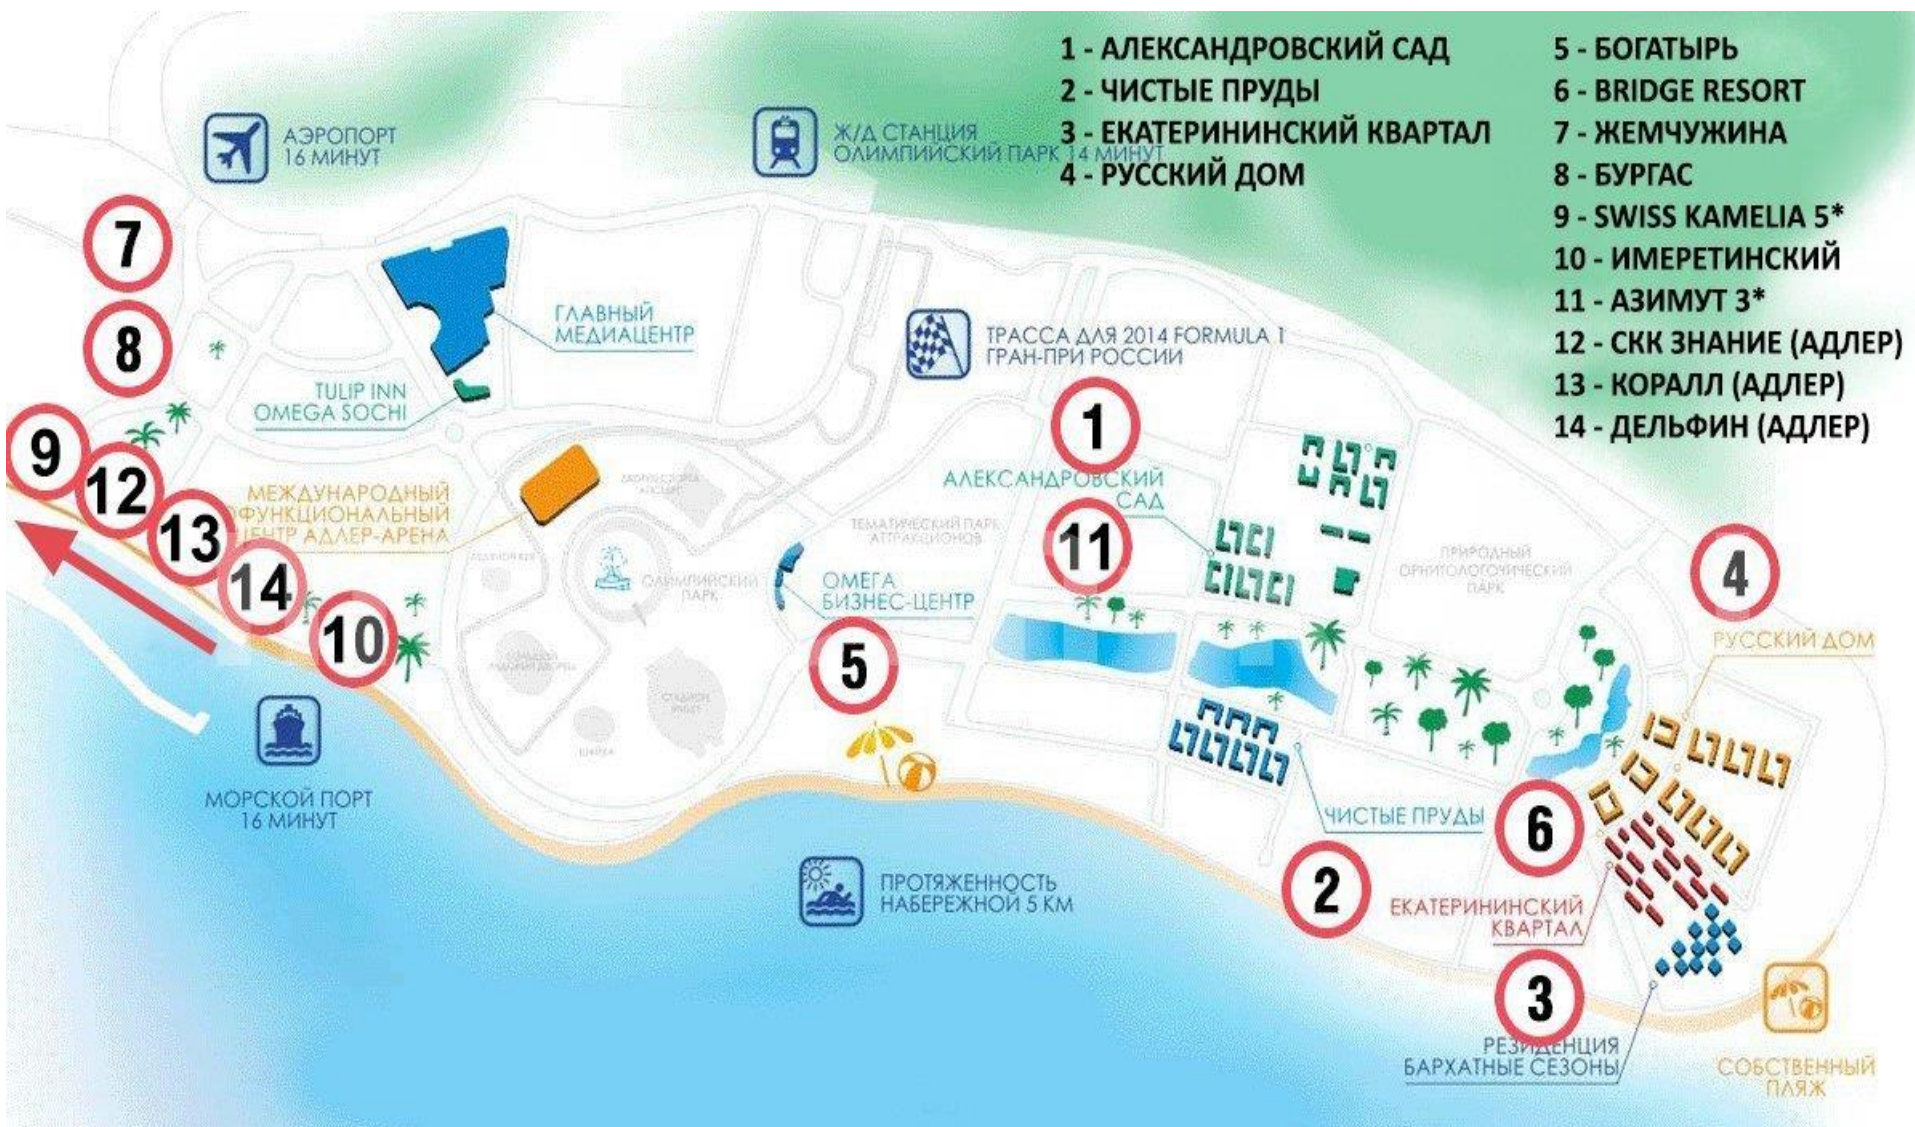 1 - АЛЕКСАНДРОВСКИЙ САД
2 - ЧИСТЫЕ ПРУДЫ
3 - ЕКАТЕРИНИНСКИЙ КВАРТАЛ
4 - РУССКИЙ ДОМ
5 - БОГАТЫРЬ
6 - BRIDGE RESORT
7 - ЖЕМЧУЖИНА
8 - БУРГАС
9 - SWISS KAMELIA 5*
10 - ИМЕРЕТИНСКИЙ
11 - АЗИМУТ 3*
12 - СКК ЗНАНИЕ (АДЛЕР)
13 - КОРАЛЛ (АДЛЕР)
14 - ДЕЛЬФИН (АДЛЕР)
АЭРОПОРТ
16 МИНУТ
Ж/Д СТАНЦИЯ
ОЛИМПИЙСКИЙ ПАРК 14 МИНУТ
7
8
ГЛАВНЫЙ
МЕДИАЦЕНТР
ТРАССА ДЛЯ 2014 FORMULA 1
ГРАН-ПРИ РОССИИ
TULIP INN
OMEGA SOCHI
1
9
12
13
14
10
МЕЖДУНАРОДНЫЙ
ЦЕНТР АДЛЕР-АРЕНА
АЛЕКСАНДРОВСКИЙ
САД
11
ТЕМАТИЧЕСКИЙ ПАРК
АТТРАКЦИОНОВ
ОЛИМПИЙСКИЙ
ПАРК
ОМЕГА
БИЗНЕС-ЦЕНТР
ПРИРОДНЫЙ
ОРНИТОЛОГИЧЕСКИЙ
ПАРК
4
РУССКИЙ ДОМ
5
МОРСКОЙ ПОРТ
16 МИНУТ
ЧИСТЫЕ ПРУДЫ
6
2
ПРОТЯЖЕННОСТЬ
НАБЕРЕЖНОЙ 5 КМ
ЕКАТЕРИНИНСКИЙ
КВАРТАЛ
3
РЕЗИДЕНЦИЯ
БАРХАТНЫЕ СЕЗОНЫ
СОБСТВЕННЫЙ
ПЛЯЖ